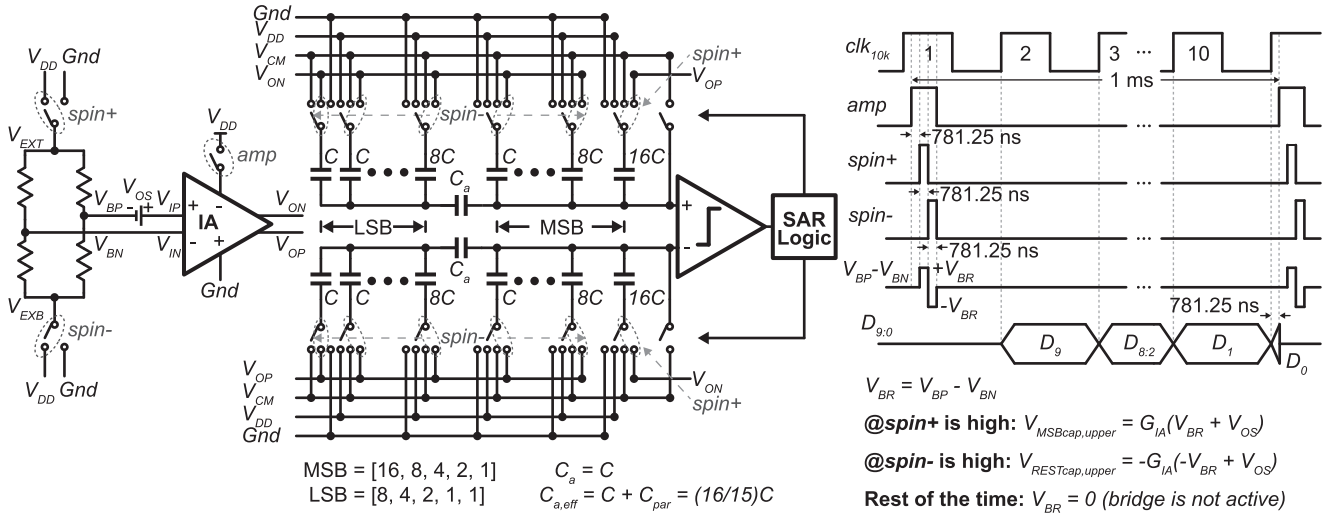 Gnd
V_DD
V_CM
V_ON
V_OP
spin+
spin-
V_DD Gnd
spin+
V_EXT
V_DD
amp
V_BP
V_OS
- +
V_IP
+ -
IA
- +
V_BN
V_IN
V_ON
V_OP
Gnd
V_EXB
spin-
V_DD Gnd
C C 8C C 8C 16C
C_a
LSB
MSB
+
-
SAR
Logic
C_a
C C 8C C 8C 16C
spin-
V_OP
V_CM
V_DD
Gnd
V_ON
spin+
MSB = [16, 8, 4, 2, 1]
C_a = C
LSB = [8, 4, 2, 1, 1]
C_a,eff = C + C_par = (16/15)C
clk_10k
1 2 3 ... 10
1 ms
amp
...
781.25 ns
spin+
...
781.25 ns
spin-
...
781.25 ns
V_BP-V_BN
+V_BR
-V_BR
...
781.25 ns
D_9:0
D_9 D_8:2 D_1 D_0
V_BR = V_BP - V_BN
@spin+ is high: V_MSBcap,upper = G_IA(V_BR + V_OS)
@spin- is high: V_RESTcap,upper = -G_IA(-V_BR + V_OS)
Rest of the time: V_BR = 0 (bridge is not active)